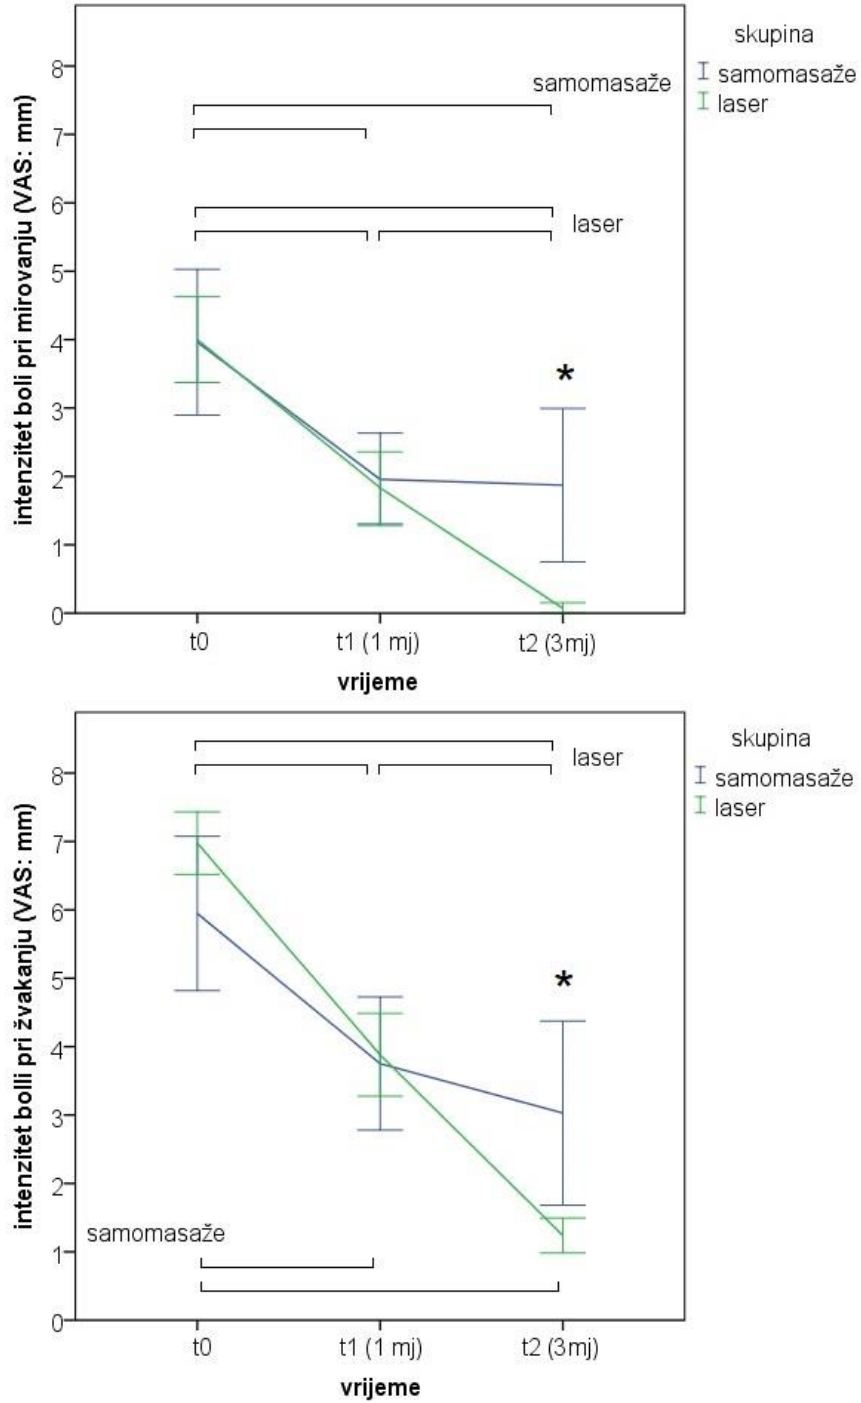 skupina
samomasaže
laser
intenzitet boli pri mirovanju (VAS: mm)
8
7
6
5
4
3
2
1
0
samomasaže
laser
*
t0
t1 (1 mj)
t2 (3mj)
vrijeme
skupina
samomasaže
laser
intenzitet bolli pri žvakanju (VAS: mm)
8
7
6
5
4
3
2
1
0
laser
*
samomasaže
t0
t1 (1 mj)
t2 (3mj)
vrijeme